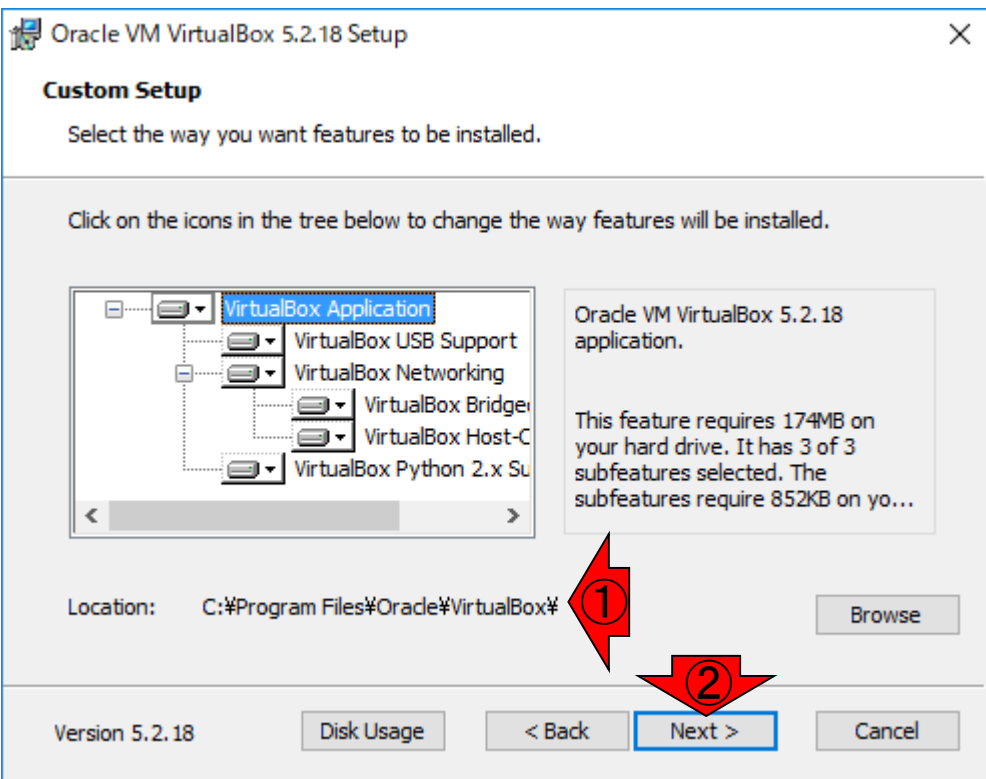 Oracle VM VirtualBox 5.2.18 Setup
Custom Setup
Select the way you want features to be installed.
Click on the icons in the tree below to change the way features will be installed.
VirtualBox Application
VirtualBox USB Support
VirtualBox Networking
VirtualBox Bridge
VirtualBox Host-C
VirtualBox Python 2.x Su
Oracle VM VirtualBox 5.2.18
application.
This feature requires 174MB on
your hard drive. It has 3 of 3
subfeatures selected. The
subfeatures require 852KB on yo...
Location: C:¥Program Files¥Oracle¥VirtualBox¥
①
Browse
②
Version 5.2.18
Disk Usage
< Back
Next >
Cancel